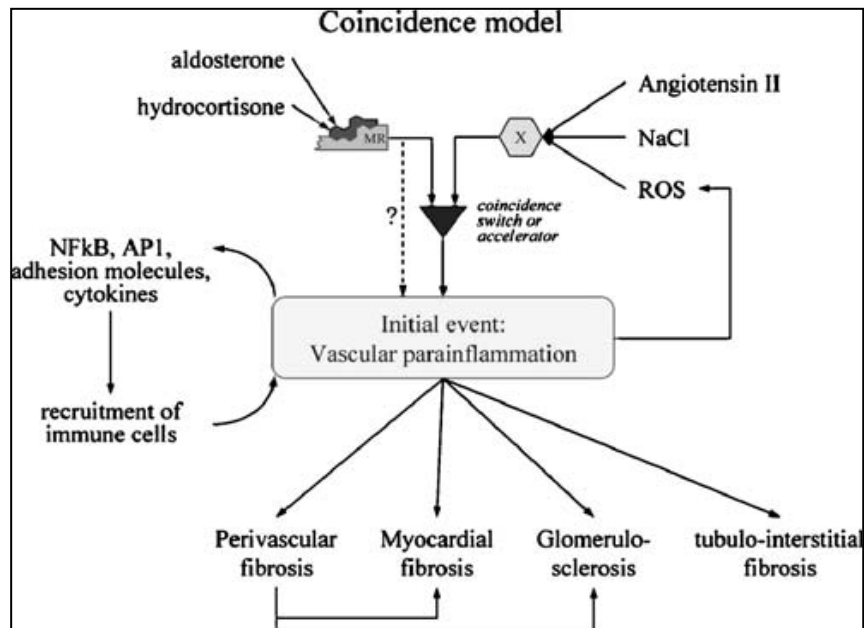 Coincidence model
aldosterone
hydrocortisone
MR
X
Angiotensin II
NaCl
ROS
?
coincidence
switch or
accelerator
NFkB, AP1,
adhesion molecules,
cytokines
Initial event:
Vascular parainflammation
recruitment of
immune cells
Perivascular
fibrosis
Myocardial
fibrosis
Glomerulo-
sclerosis
tubulo-interstitial
fibrosis